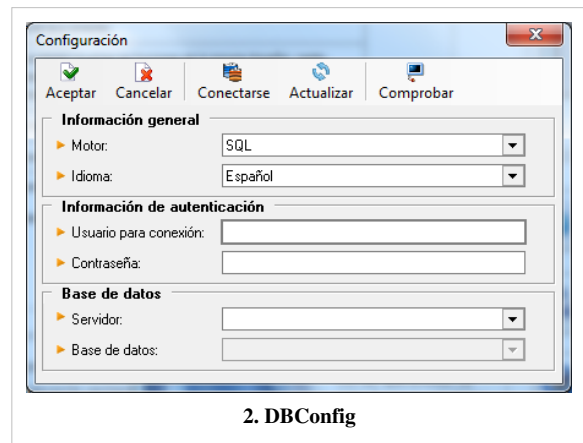 Configuración
Aceptar Cancelar Conectarse Actualizar Comprobar
Información general
Motor: SQL
Idioma: Español
Información de autenticación
Usuario para conexión:
Contraseña:
Base de datos
Servidor:
Base de datos:
2. DBConfig